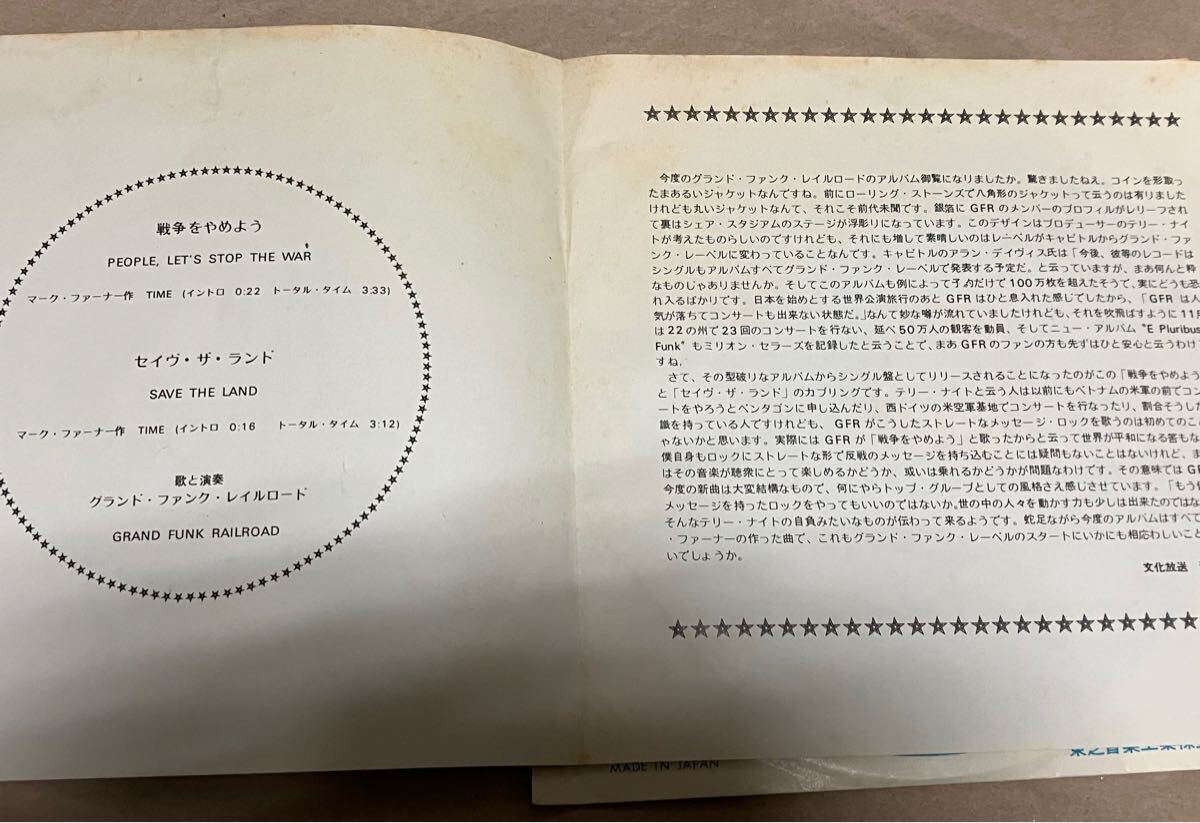 戦争をやめよう
PEOPLE, LET'S STOP THE WAR
マーク・ファーナー作 TIME (イントロ 0:22 トータル・タイム 3:33)
セイヴ・ザ・ランド
SAVE THE LAND
マーク・ファーナー作 TIME (イントロ 0:16 トータル・タイム 3:12)
歌と演奏
グランド・ファンク・レイルロード
GRAND FUNK RAILROAD
今度のグランド・ファンク・レイルロードのアルバム御覧になりましたか。驚きましたねえ。コインを形取っ
たまあるいジャケットなんですね。前にローリング・ストーンズで八角形のジャケットって云うのは有りました
けれども丸いジャケットなんて、それこそ前代未聞です。銀箔に GFR のメンバーのプロフィルがレリーフされ
て裏はシェア・スタジアムのステージが浮彫りになっています。このデザインはプロデューサーのテリー・ナイ
トが考えたものらしいのですけれども、それにも増して素晴しいのはレーベルがキャピトルからグランド・ファ
ンク・レーベルに変わっていることなんです。キャピトルのアラン・デイヴィス氏は「今後、彼等のレコードは
シングルもアルバムすべてグランド・ファンク・レーベルで発表する予定だ。と云っていますが、まあ何んと粋
なものじゃありませんか。そしてこのアルバムも例によって予約だけで 100万枚を超えたそうで、実にどうも恐
れ入るばかりです。日本を始めとする世界公演旅行のあと GFR はひと息入れた感じでしたから、「GFR は人
気が落ちてコンサートも出来ない状態だ。」なんて妙な噂が流れていましたけれども、それを吹飛ばすように 11月
は 22 の州で 23回のコンサートを行ない、延べ 50万人の観客を動員、そしてニュー・アルバム "E Pluribus
Funk" もミリオン・セラーズを記録したと云うことで、まあ GFR のファンの方も先ずはひと安心と云うわけ
すね。
さて、その型破りなアルバムからシングル盤としてリリースされることになったのがこの「戦争をやめよう
と「セイヴ・ザ・ランド」のカプリングです。テリー・ナイトと云う人は以前にもベトナムの米軍の前でコン
ートをやろうとペンタゴンに申し込んだり、西ドイツの米空軍基地でコンサートを行なったり、割合そうした
識を持っている人ですけれども、GFR がこうしたストレートなメッセージ・ロックを歌うのは初めてのこ
ゃないかと思います。実際には GFR が「戦争をやめよう」と歌ったからと云って世界が平和になる筈もな
僕自身もロックにストレートな形で反戦のメッセージを持ち込むことには疑問もないことはないけれど、ま
はその音楽が聴衆にとって楽しめるかどうか、或いは乗れるかどうかが問題なわけです。その意味では GF
今度の新曲は大変結構なもので、何にやらトップ・グループとしての風格さえ感じさせています。「もう
メッセージを持ったロックをやってもいいのではないか。世の中の人々を動かす力も少しは出来たのではな
そんなテリー・ナイトの自負みたいなものが伝わって来るようです。蛇足ながら今度のアルバムはすべて
・ファーナーの作った曲で、これもグランド・ファンク・レーベルのスタートにいかにも相応わしいこと
いでしょうか。
文化放送
MADE IN JAPAN
東芝音楽工業株